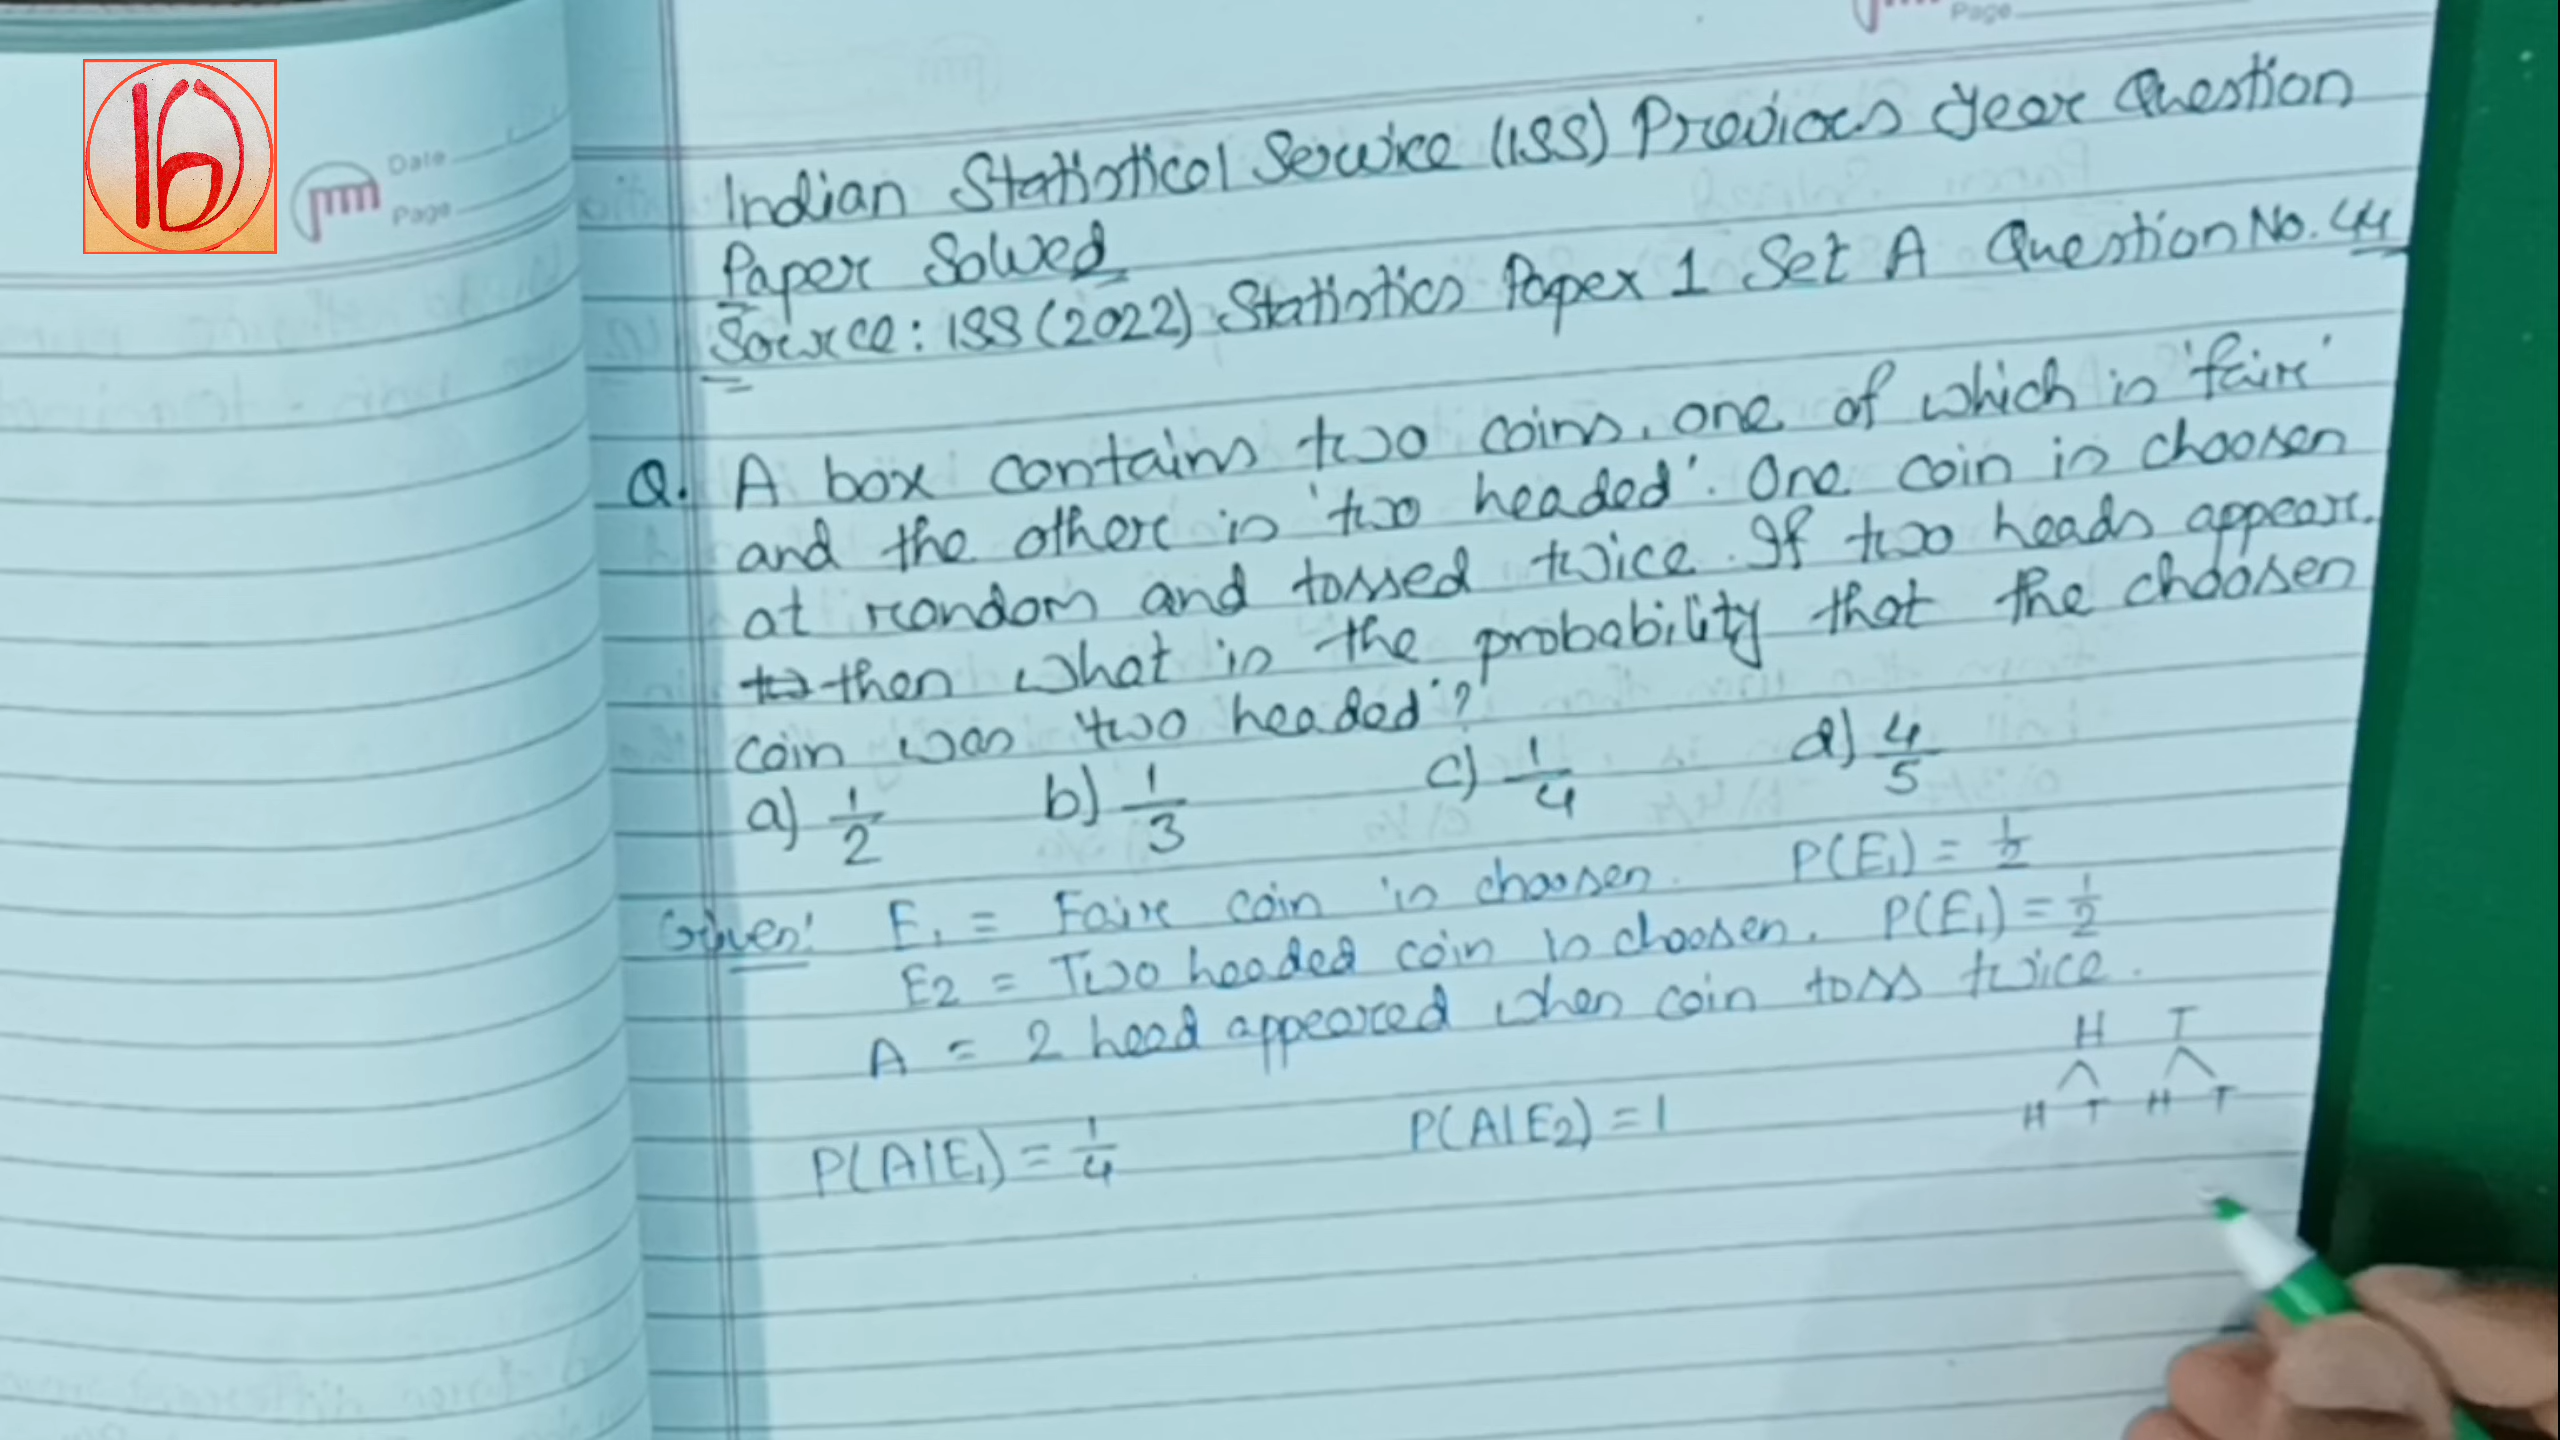 Date
Page
Page
Indian Statistical Service (ISS) Previous year Question
Paper Solved
Source: ISS (2022) Statistics Paper 1 Set A Question No. 44
Q. A box contains two coins, one of which is 'fair'
and the other is 'two headed'. One coin is choosen
at random and tossed twice. If two heads appear.
then what is the probability that the choosen
coin was two headed'?
a) 1/2 b) 1/3 c) 1/4 d) 4/5
Given: E1 = Fair coin is choosen. P(E1) = 1/2
E2 = Two headed coin is choosen. P(E1) = 1/2
A = 2 head appeared when coin toss twice.
H T
H T H T
P(A|E1) = 1/4 P(A|E2) = 1